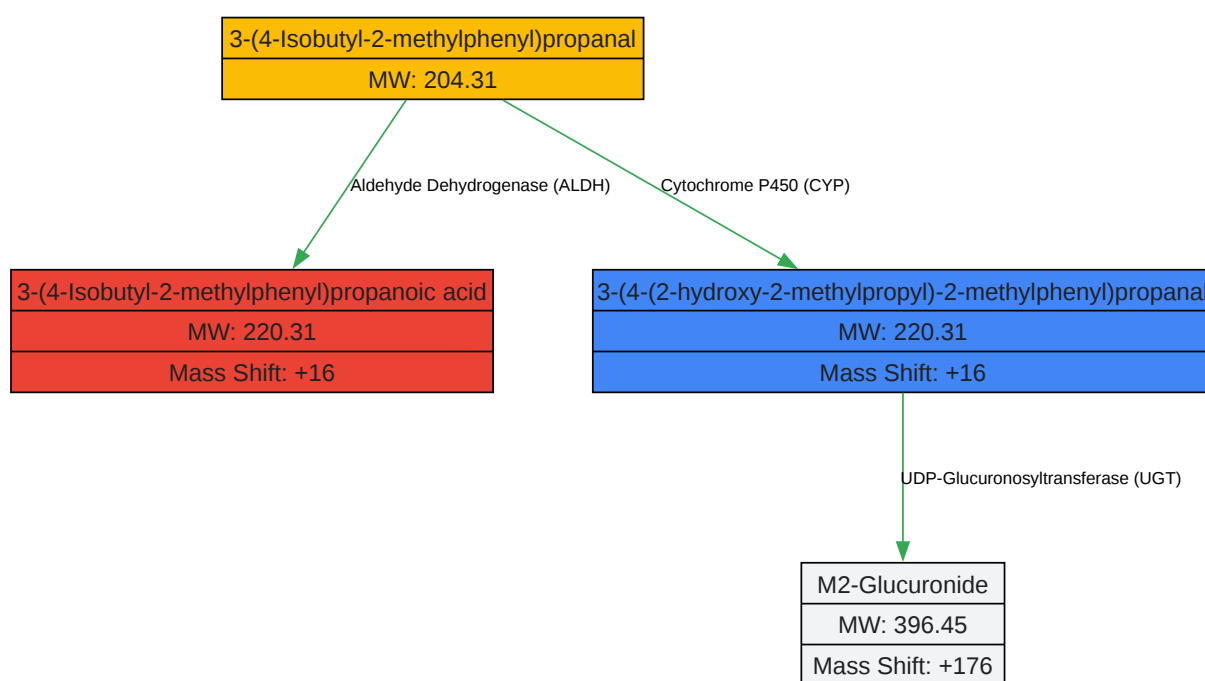 3-(4-Isobutyl-2-methylphenyl)propanal
MW: 204.31
Aldehyde Dehydrogenase (ALDH)
Cytochrome P450 (CYP)
3-(4-Isobutyl-2-methylphenyl)propanoic acid
MW: 220.31
Mass Shift: +16
3-(4-(2-hydroxy-2-methylpropyl)-2-methylphenyl)propanal
MW: 220.31
Mass Shift: +16
UDP-Glucuronosyltransferase (UGT)
M2-Glucuronide
MW: 396.45
Mass Shift: +176